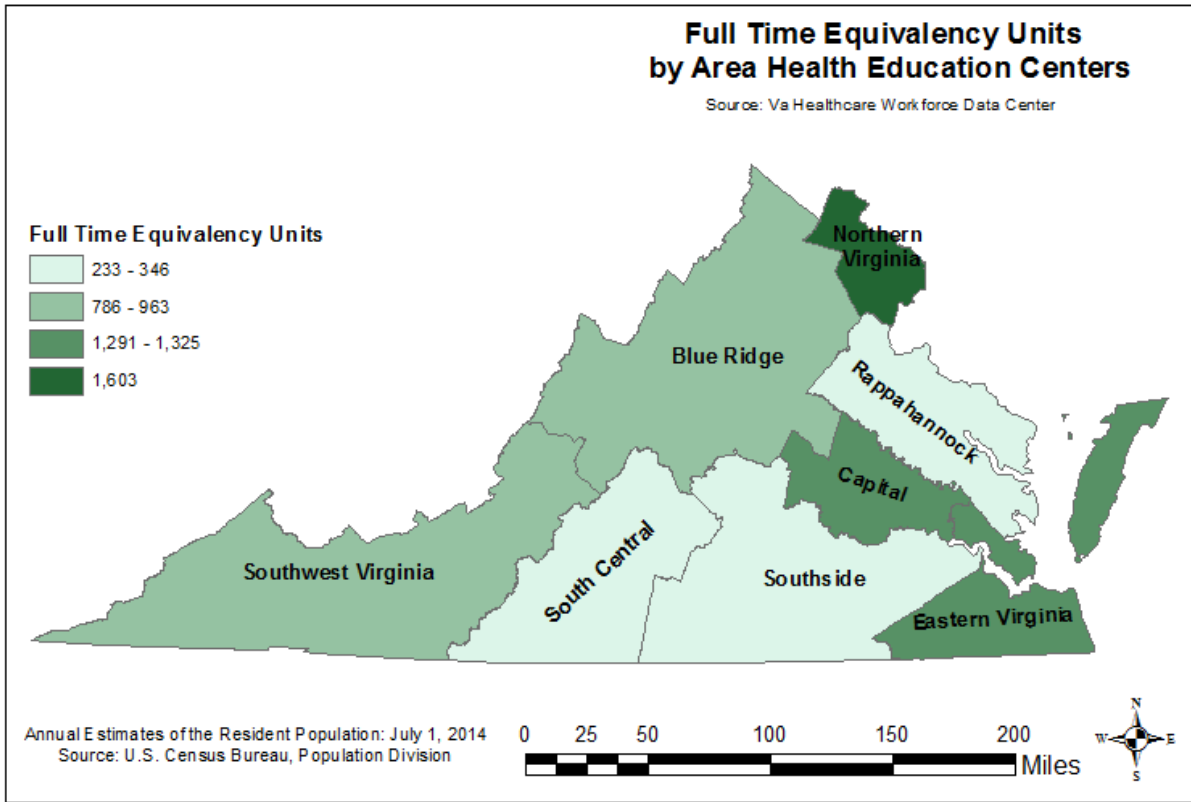 Full Time Equivalency Units
by Area Health Education Centers
Source: Va Healthcare Workforce Data Center
Full Time Equivalency Units
233 - 346
786 - 963
1,291 - 1,325
1,603
Northern
Virginia
Blue Ridge
Rappahannock
Capital
Southwest Virginia
South Central
Southside
Eastern Virginia
Annual Estimates of the Resident Population: July 1, 2014
Source: U.S. Census Bureau, Population Division
0 25 50 100 150 200
Miles
N
W E
S